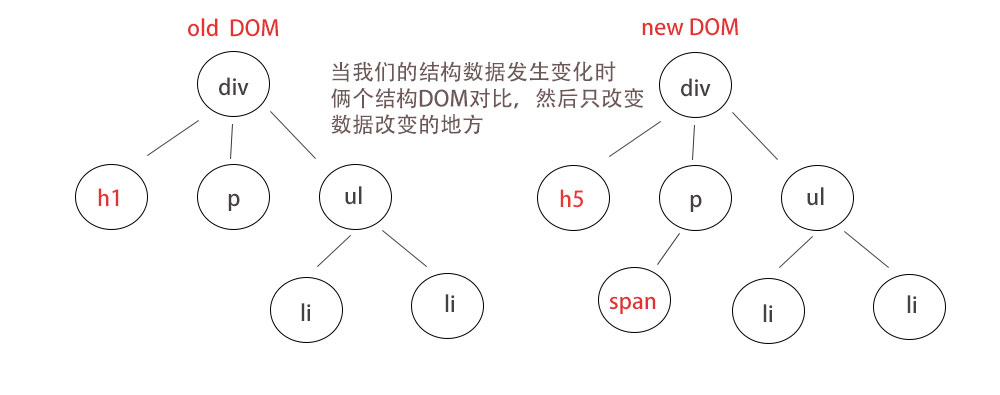 old DOM
new DOM
当我们的结构数据发生变化时
俩个结构DOM对比，然后只改变
数据改变的地方
div
div
h1
p
ul
h5
p
ul
li
li
span
li
li